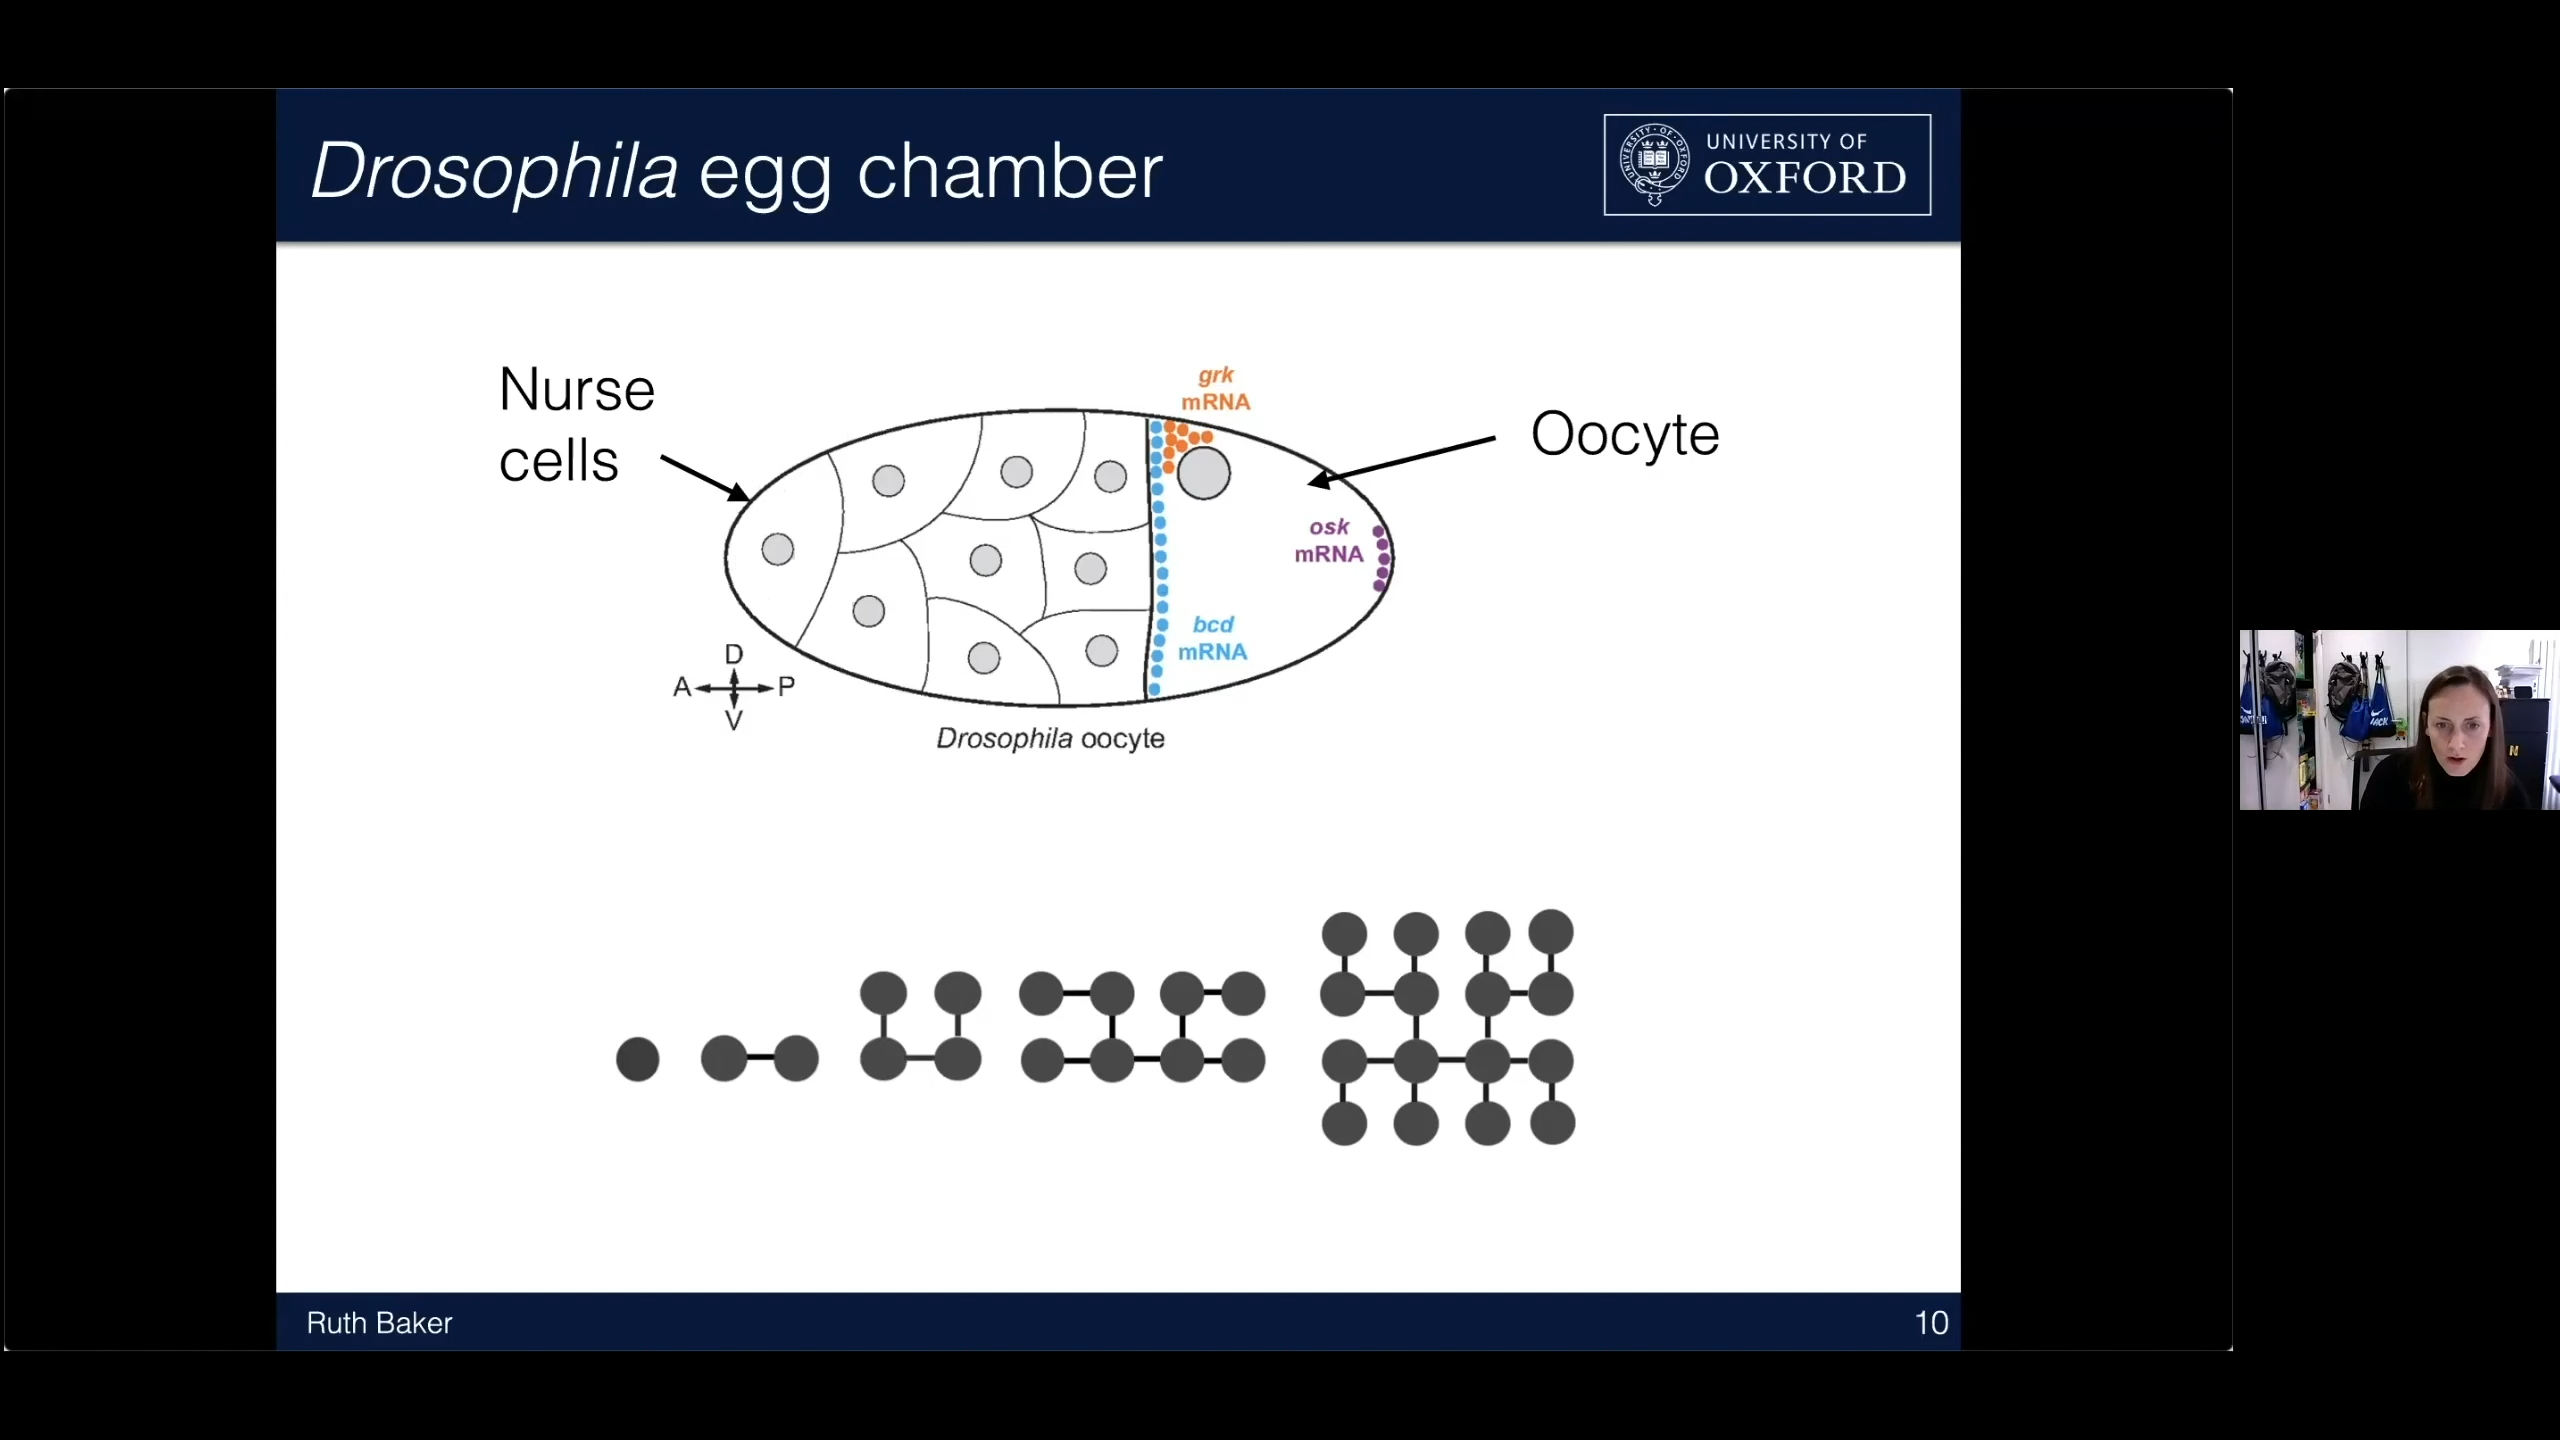 Drosophila egg chamber
UNIVERSITY OF
OXFORD
Nurse
cells
grk
mRNA
Oocyte
osk
mRNA
bcd
mRNA
D
A P
V
Drosophila oocyte
JACK
N
Ruth Baker
10